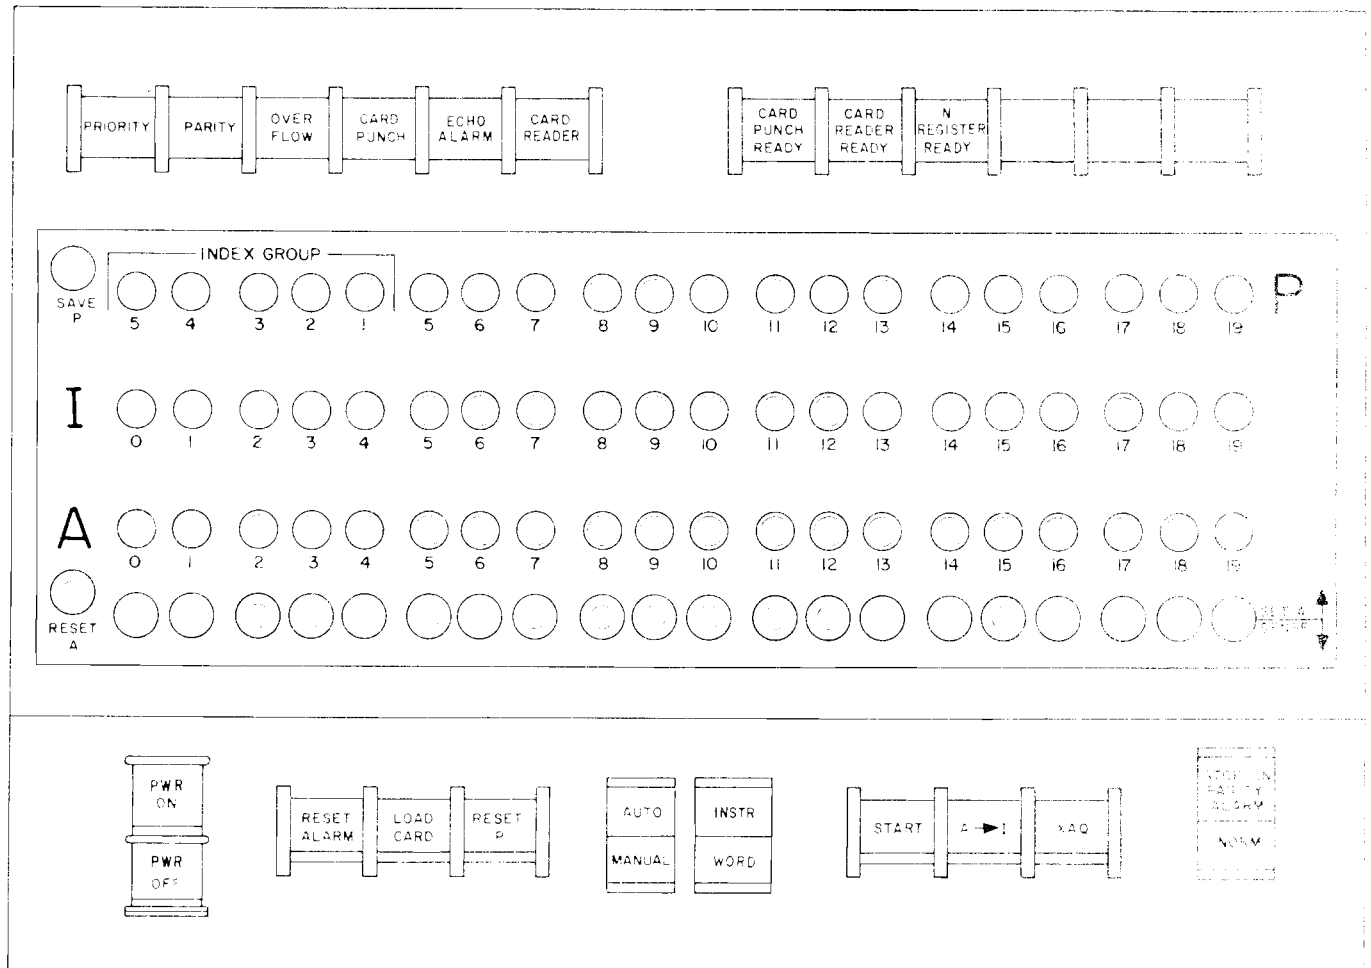 PRIORITY PARITY OVER FLOW CARD PUNCH ECHO ALARM CARD READER
CARD PUNCH READY CARD READER READY N REGISTER READY
INDEX GROUP
SAVE P
5 4 3 2 1 5 6 7 8 9 10 11 12 13 14 15 16 17 18 19 P
I
0 1 2 3 4 5 6 7 8 9 10 11 12 13 14 15 16 17 18 19
A
0 1 2 3 4 5 6 7 8 9 10 11 12 13 14 15 16 17 18 19
RESET A
SET A
PWR ON
PWR OFF
RESET ALARM LOAD CARD RESET P
AUTO
MANUAL
INSTR
WORD
START A → I XAQ
STOP ON PARITY ALARM
NORM